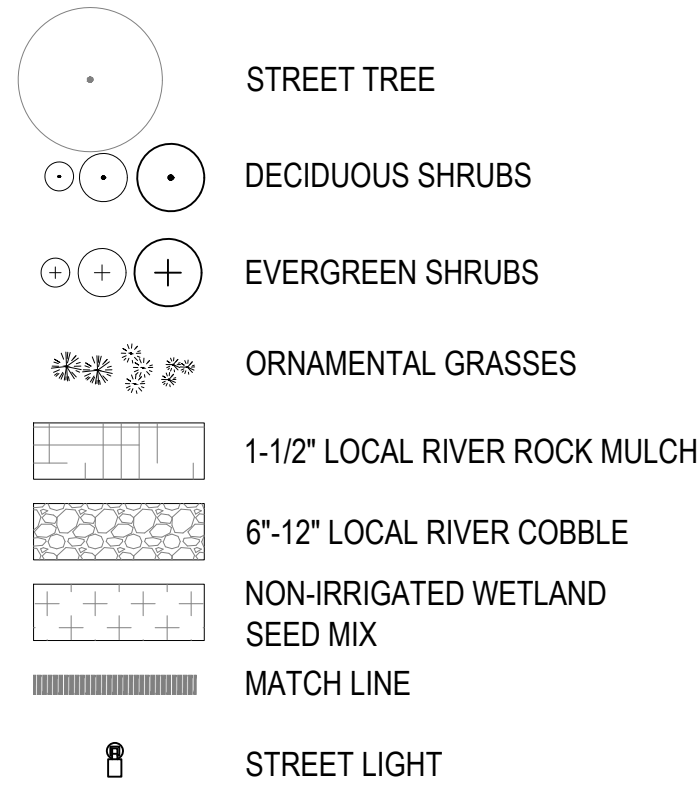 STREET TREE
DECIDUOUS SHRUBS
EVERGREEN SHRUBS
ORNAMENTAL GRASSES
1-1/2" LOCAL RIVER ROCK MULCH
6"-12" LOCAL RIVER COBBLE
NON-IRRIGATED WETLAND
SEED MIX
MATCH LINE
STREET LIGHT